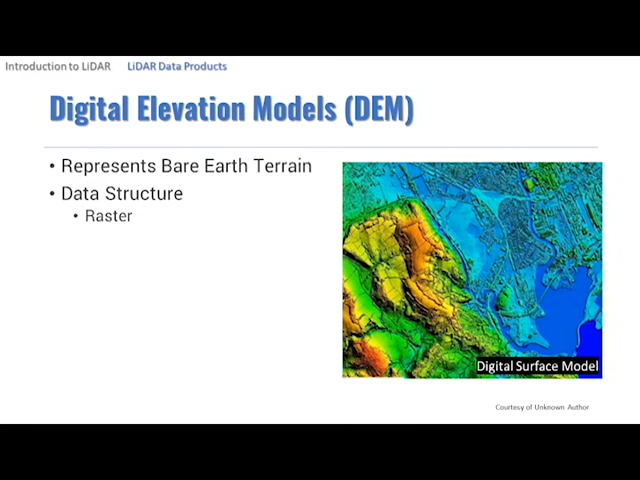 Introduction to LiDAR LiDAR Data Products
Digital Elevation Models (DEM)
• Represents Bare Earth Terrain
• Data Structure
• Raster
Digital Surface Model
Courtesy of Unknown Author